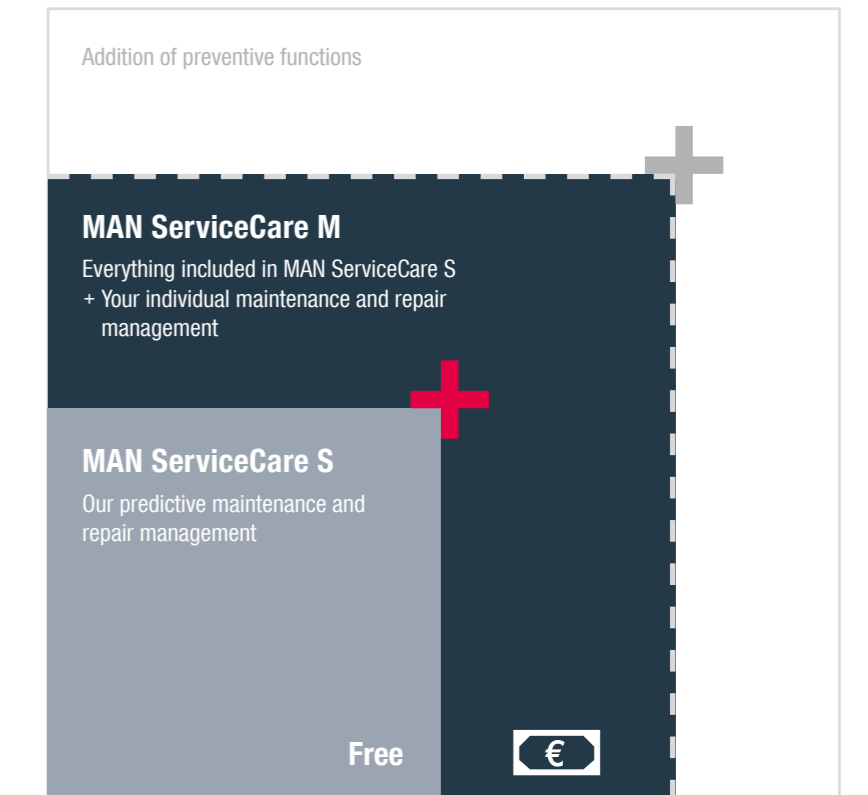 Addition of preventive functions
MAN ServiceCare M
Everything included in MAN ServiceCare S
+ Your individual maintenance and repair
management
MAN ServiceCare S
Our predictive maintenance and
repair management
Free
€